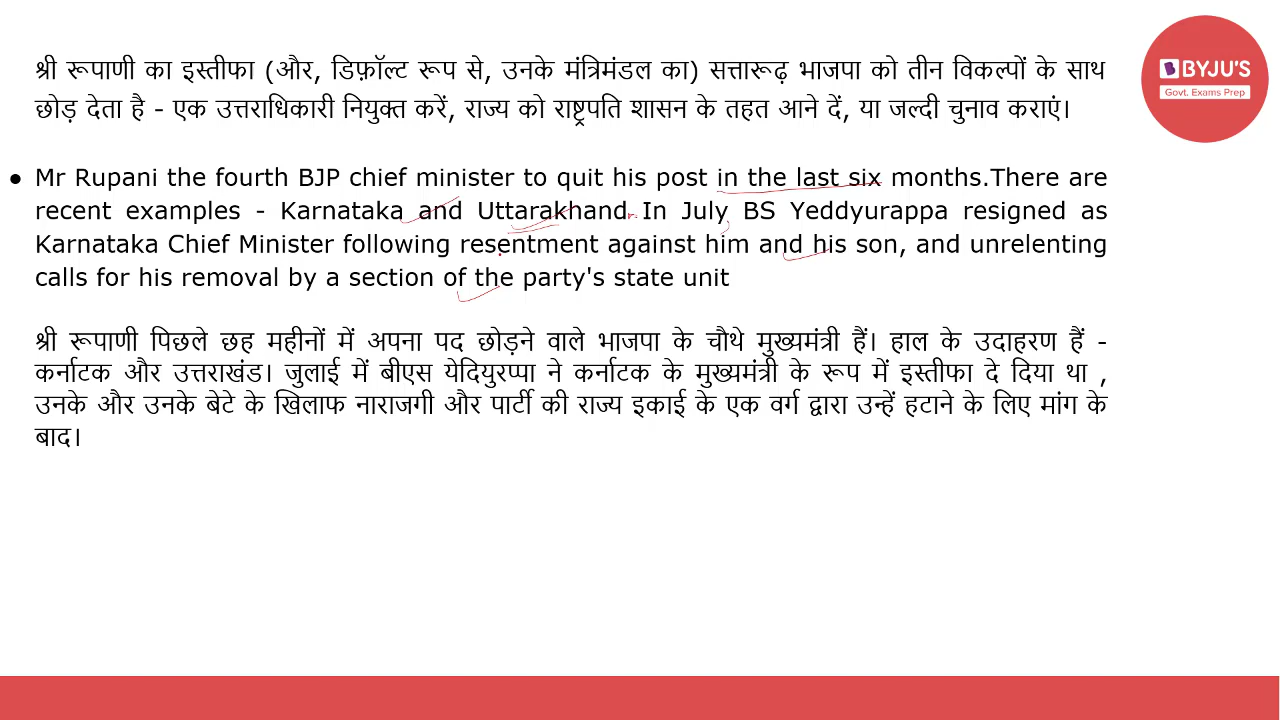 श्री रूपाणी का इस्तीफा (और, डिफ़ॉल्ट रूप से, उनके मंत्रिमंडल का) सत्तारूढ़ भाजपा को तीन विकल्पों के साथ
छोड़ देता है - एक उत्तराधिकारी नियुक्त करें, राज्य को राष्ट्रपति शासन के तहत आने दें, या जल्दी चुनाव कराएं।
BYJU'S
Govt. Exams Prep
● Mr Rupani the fourth BJP chief minister to quit his post in the last six months.There are
recent examples - Karnataka and Uttarakhand. In July BS Yeddyurappa resigned as
Karnataka Chief Minister following resentment against him and his son, and unrelenting
calls for his removal by a section of the party's state unit
श्री रूपाणी पिछले छह महीनों में अपना पद छोड़ने वाले भाजपा के चौथे मुख्यमंत्री हैं। हाल के उदाहरण हैं -
कर्नाटक और उत्तराखंड। जुलाई में बीएस येदियुरप्पा ने कर्नाटक के मुख्यमंत्री के रूप में इस्तीफा दे दिया था ,
उनके और उनके बेटे के खिलाफ नाराजगी और पार्टी की राज्य इकाई के एक वर्ग द्वारा उन्हें हटाने के लिए मांग के
बाद।